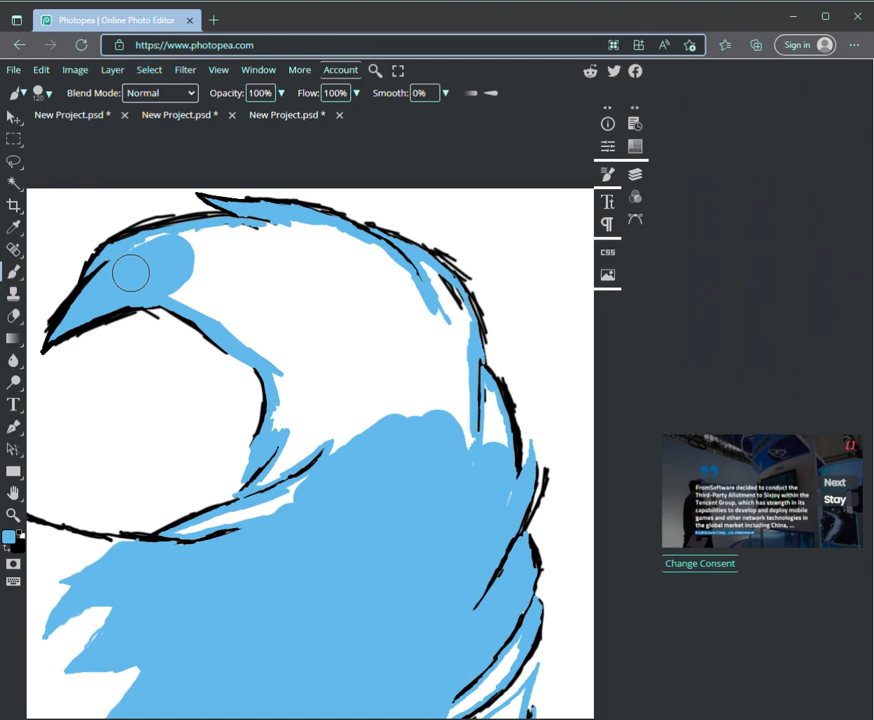 Photopea | Online Photo Editor
https://www.photopea.com
Sign in
File Edit Image Layer Select Filter View Window More Account
120 Blend Mode: Normal Opacity: 100% Flow: 100% Smooth: 0%
New Project.psd * New Project.psd * New Project.psd *
CSS
FromSoftware decided to conduct the
Third-Party Allotment to Sixjoy within the
Tencent Group, which has strength in its
capabilities to develop and deploy mobile
games and other network technologies in
the global market including China, ...
Next
Stay
Change Consent